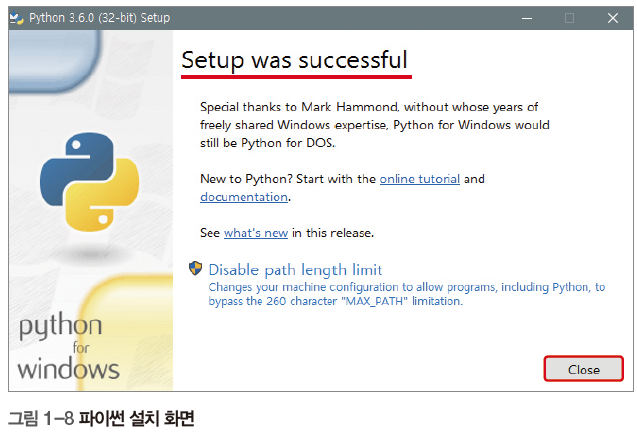 Python 3.6.0 (32-bit) Setup
Setup was successful
Special thanks to Mark Hammond, without whose years of
freely shared Windows expertise, Python for Windows would
still be Python for DOS.
New to Python? Start with the online tutorial and
documentation.
See what's new in this release.
Disable path length limit
Changes your machine configuration to allow programs, including Python, to
bypass the 260 character "MAX_PATH" limitation.
python
for
windows
Close
그림 1-8 파이썬 설치 화면